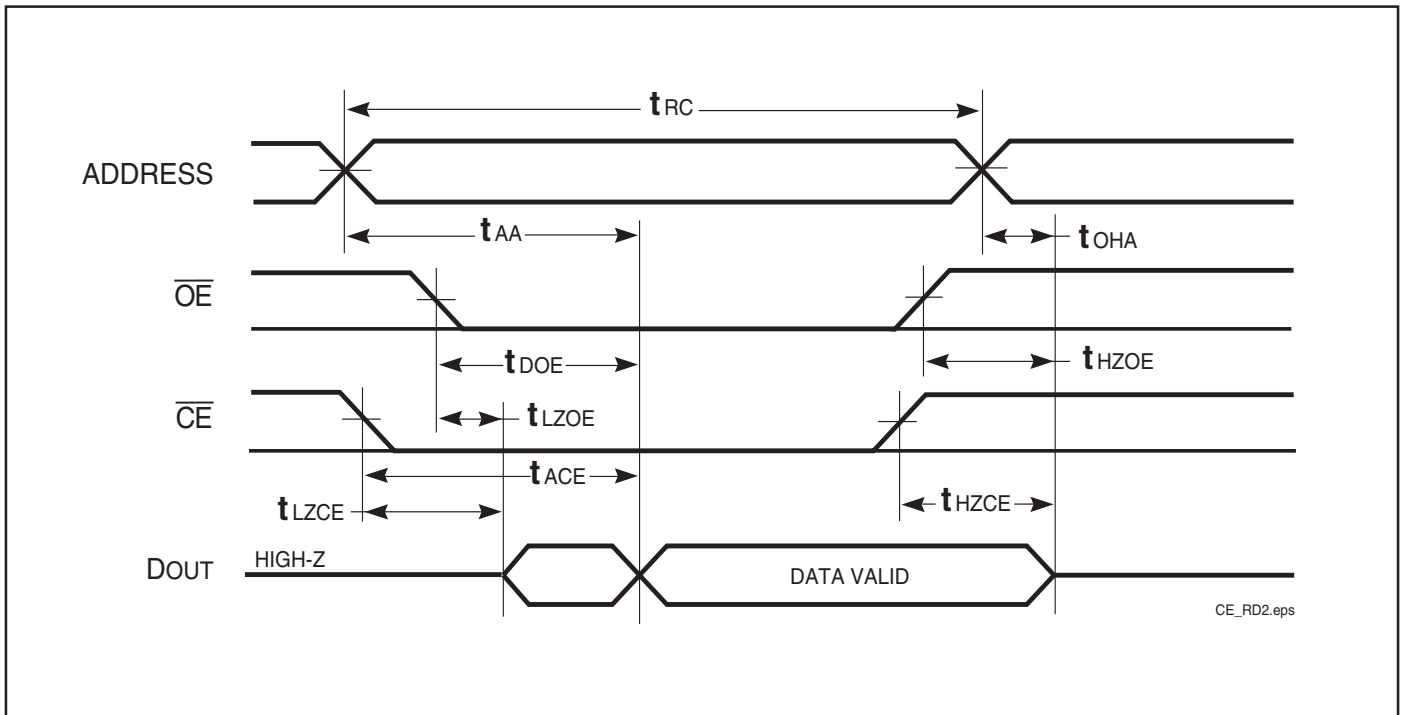 tRC
ADDRESS
tAA
tOHA
OE
tDOE
tHZOE
CE
tLZOE
tACE
tLZCE
tHZCE
DOUT
HIGH-Z
DATA VALID
CE_RD2.eps